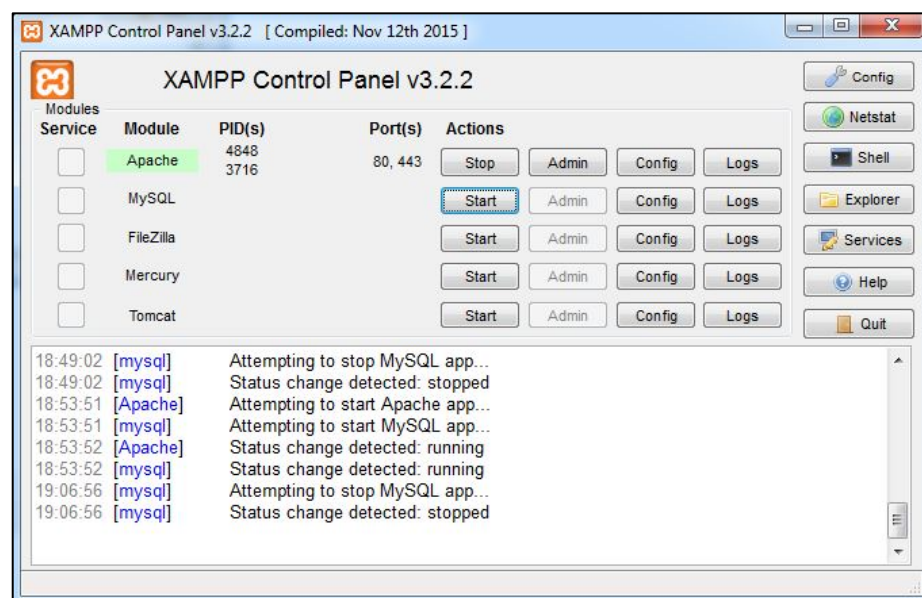 XAMPP Control Panel v3.2.2 [ Compiled: Nov 12th 2015 ]
XAMPP Control Panel v3.2.2
Config
Netstat
Shell
Explorer
Services
Help
Quit
Modules
Service Module PID(s) Port(s) Actions
Apache 4848 3716 80, 443 Stop Admin Config Logs
MySQL Start Admin Config Logs
FileZilla Start Admin Config Logs
Mercury Start Admin Config Logs
Tomcat Start Admin Config Logs
18:49:02 [mysql] Attempting to stop MySQL app...
18:49:02 [mysql] Status change detected: stopped
18:53:51 [Apache] Attempting to start Apache app...
18:53:51 [mysql] Attempting to start MySQL app...
18:53:52 [Apache] Status change detected: running
18:53:52 [mysql] Status change detected: running
19:06:56 [mysql] Attempting to stop MySQL app...
19:06:56 [mysql] Status change detected: stopped